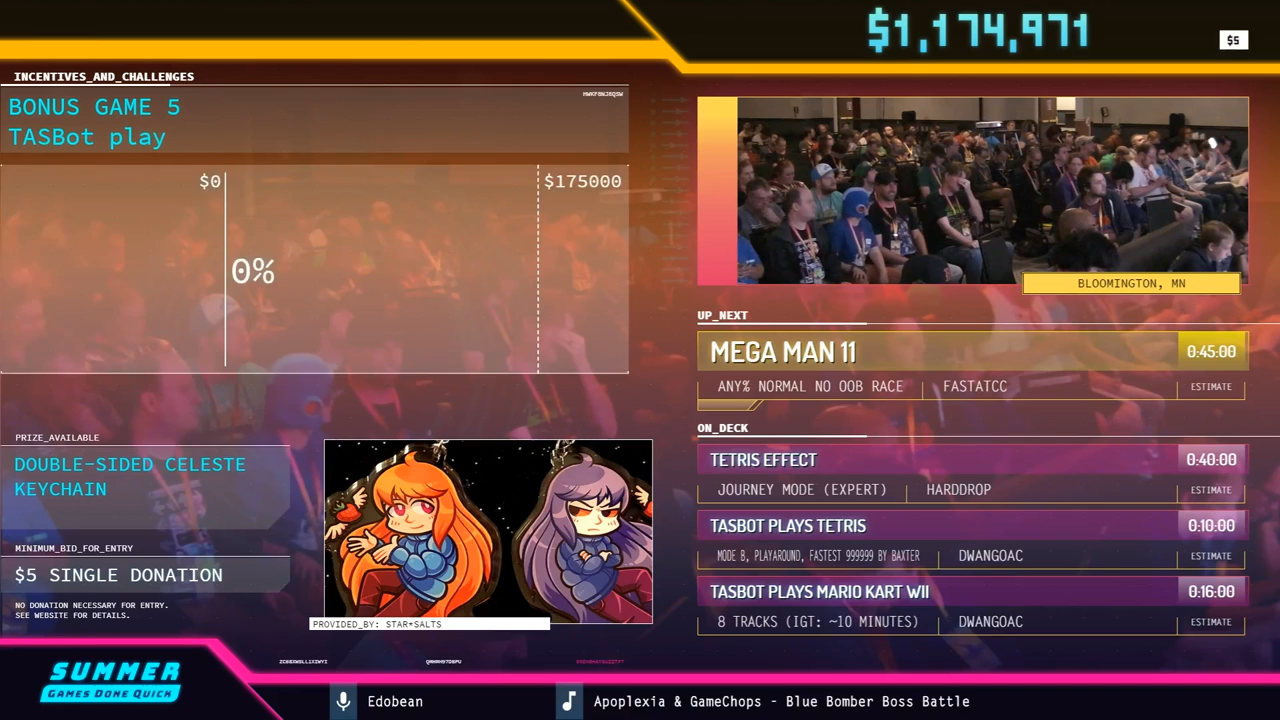 $1,174,971
$5
INCENTIVES_AND_CHALLENGES
BONUS GAME 5
TASBot play
$0
$175000
0%
BLOOMINGTON, MN
UP_NEXT
MEGA MAN 11
0:45:00
ANY% NORMAL NO OOB RACE
FASTATCC
ESTIMATE
ON_DECK
TETRIS EFFECT
0:40:00
JOURNEY MODE (EXPERT)
HARDDROP
ESTIMATE
TASBOT PLAYS TETRIS
0:10:00
MODE B, PLAYAROUND, FASTEST 999999 BY BAXTER
DWANGOAC
ESTIMATE
TASBOT PLAYS MARIO KART WII
0:16:00
8 TRACKS (IGT: ~10 MINUTES)
DWANGOAC
ESTIMATE
PRIZE_AVAILABLE
DOUBLE-SIDED CELESTE
KEYCHAIN
MINIMUM_BID_FOR_ENTRY
$5 SINGLE DONATION
NO DONATION NECESSARY FOR ENTRY.
SEE WEBSITE FOR DETAILS.
PROVIDED_BY: STAR*SALTS
SUMMER
GAMES DONE QUICK
Edobean
Apoplexia & GameChops - Blue Bomber Boss Battle